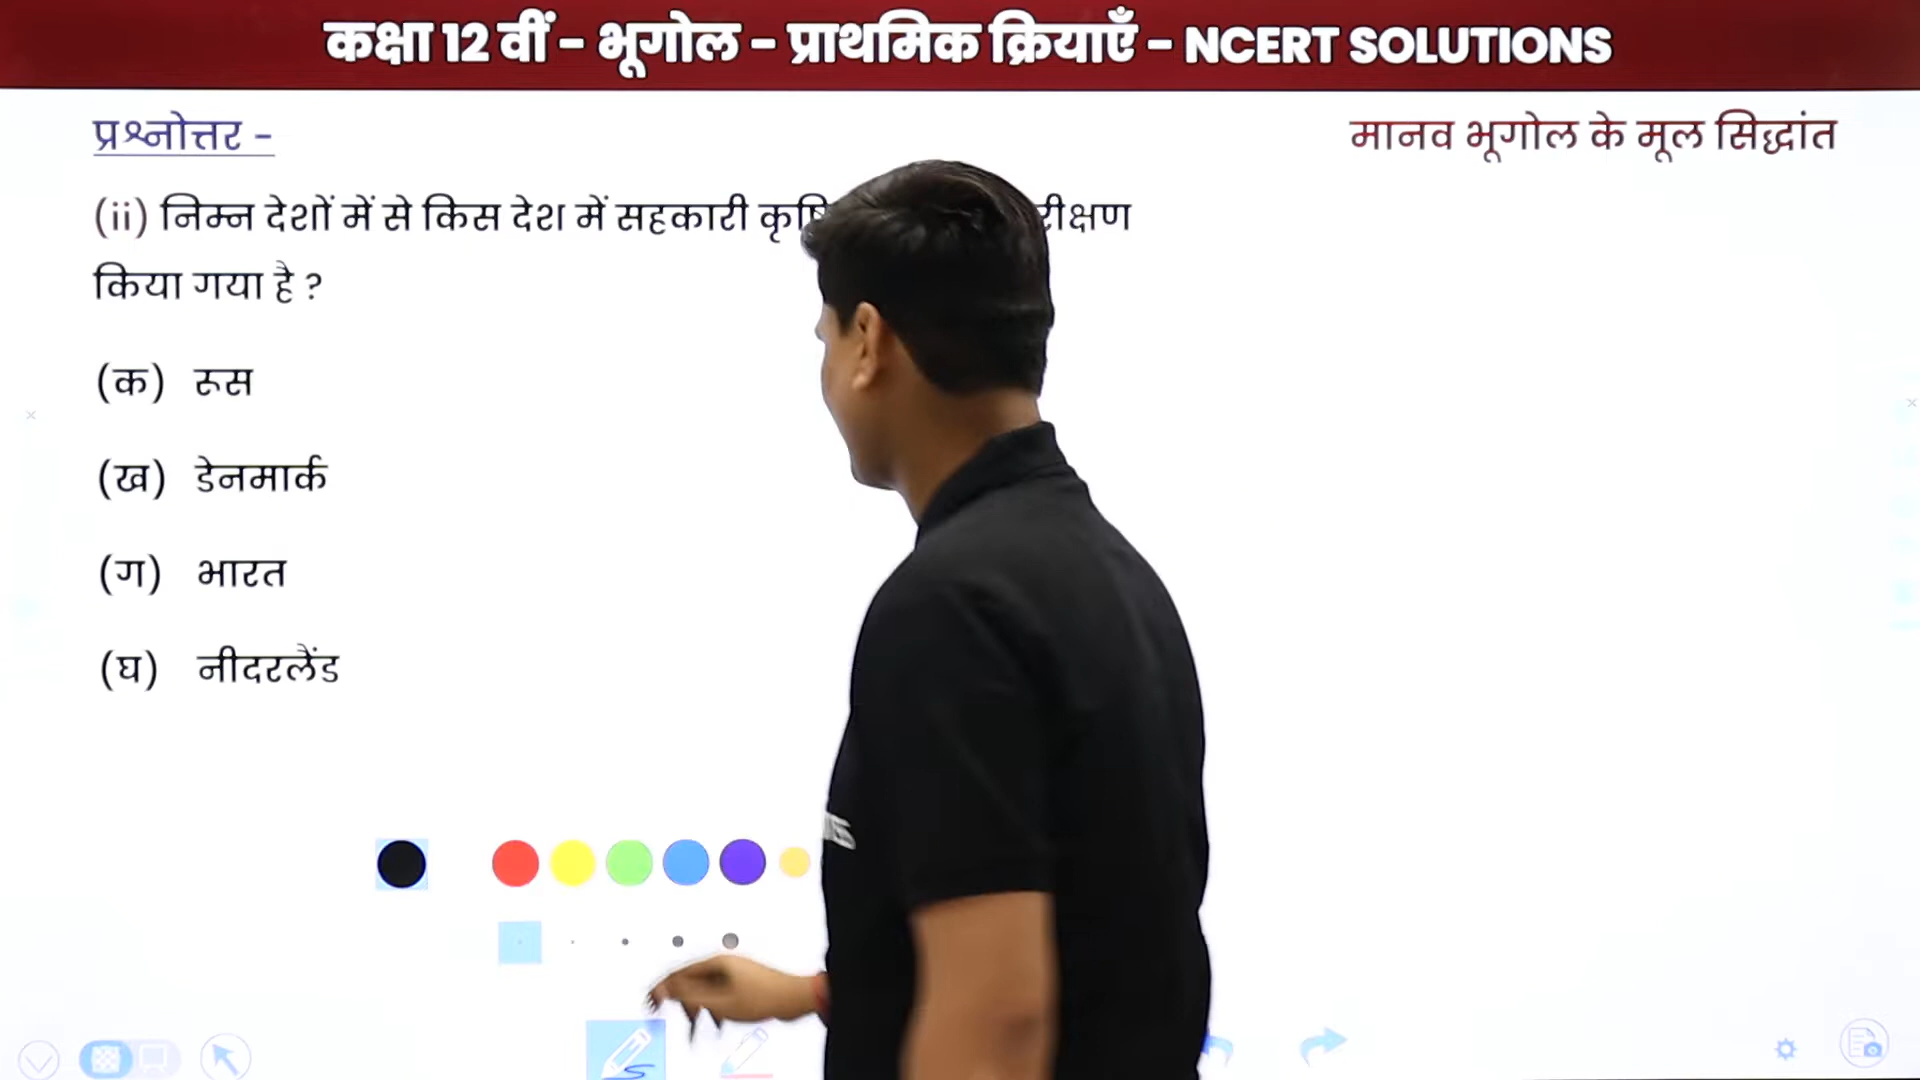 कक्षा 12 वीं - भूगोल - प्राथमिक क्रियाएँ - NCERT SOLUTIONS
प्रश्नोत्तर -
मानव भूगोल के मूल सिद्धांत
(ii) निम्न देशों में से किस देश में सहकारी
किया गया है ?
(क) रूस
(ख) डेनमार्क
(ग) भारत
(घ) नीदरलैंड